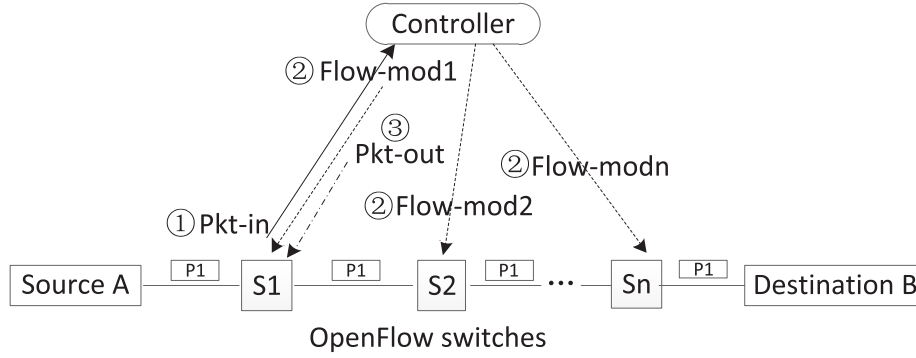 Controller
② Flow-mod1
③
Pkt-out
② Flow-modn
② Flow-mod2
① Pkt-in
P1 P1 P1 P1
Source A S1 S2 ... Sn Destination B
OpenFlow switches